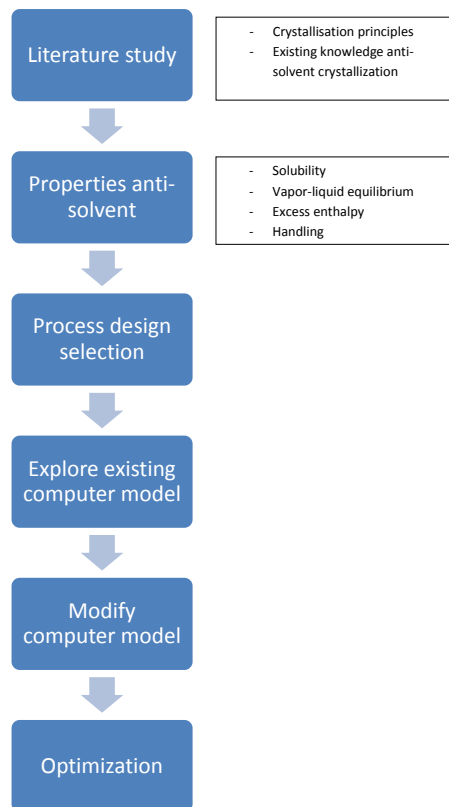 Literature study
- Crystallisation principles
- Existing knowledge anti-
solvent crystallization
Properties anti-
solvent
- Solubility
- Vapor-liquid equilibrium
- Excess enthalpy
- Handling
Process design
selection
Explore existing
computer model
Modify
computer model
Optimization